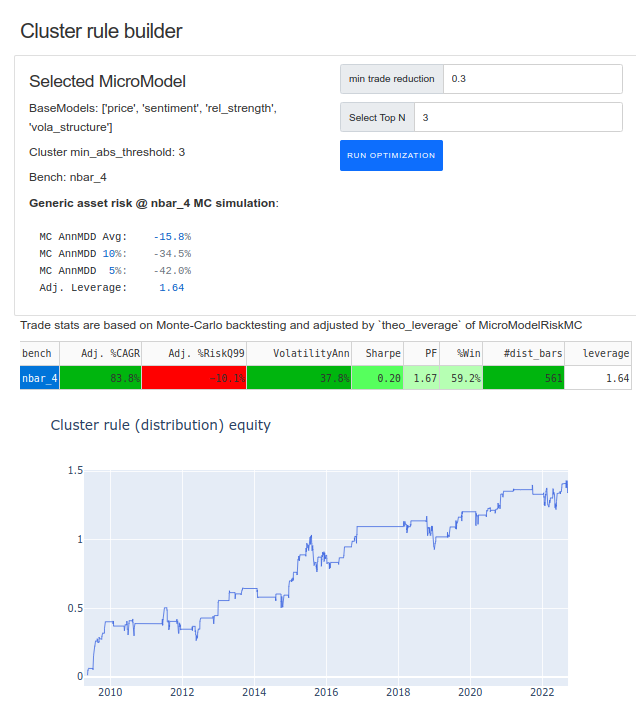 Cluster rule builder
Selected MicroModel
BaseModels: ['price', 'sentiment', 'rel_strength',
'vola_structure']
Cluster min_abs_threshold: 3
Bench: nbar_4
Generic asset risk @ nbar_4 MC simulation:
MC AnnMDD Avg: -15.8%
MC AnnMDD 10%: -34.5%
MC AnnMDD 5%: -42.0%
Adj. Leverage: 1.64
min trade reduction 0.3
Select Top N 3
RUN OPTIMIZATION
Trade stats are based on Monte-Carlo backtesting and adjusted by `theo_leverage` of MicroModelRiskMC
bench Adj. %CAGR Adj. %RiskQ99 VolatilityAnn Sharpe PF %Win #dist_bars leverage
nbar_4 83.8% -10.1% 37.8% 0.20 1.67 59.2% 561 1.64
Cluster rule (distribution) equity
1.5
1
0.5
0
2010 2012 2014 2016 2018 2020 2022